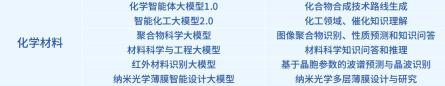 化学智能体大模型1.0 化合物合成技术路线生成
智能化工大模型2.0 化工领域、催化知识理解
聚合物科学大模型 图像聚合物识别、性质预测和知识问答
化学材料 材料科学与工程大模型 材料科学知识问答和推理
红外材料识别大模型 基于晶胞参数的波谱预测与晶波识别
纳米光学薄膜智能设计大模型 纳米光学多层薄膜设计与研究